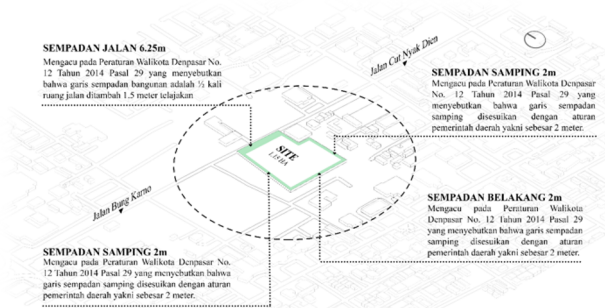 SEMPADAN JALAN 6.25m
Mengacu pada Peraturan Walikota Denpasar No.
12 Tahun 2014 Pasal 29 yang menyebutkan
bahwa garis sempadan bangunan adalah ½ kali
ruang jalan ditambah 1.5 meter telajakan
Jalan Cut Nyak Dien
SEMPADAN SAMPING 2m
Mengacu pada Peraturan Walikota Denpasar
No. 12 Tahun 2014 Pasal 29 yang
menyebutkan bahwa garis sempadan
samping disesuikan dengan aturan
pemerintah daerah yakni sebesar 2 meter.
SITE
1.15 HA
Jalan Bung Karno
SEMPADAN BELAKANG 2m
Mengacu pada Peraturan Walikota
Denpasar No. 12 Tahun 2014 Pasal 29
yang menyebutkan bahwa garis sempadan
samping disesuikan dengan aturan
pemerintah daerah yakni sebesar 2 meter.
SEMPADAN SAMPING 2m
Mengacu pada Peraturan Walikota Denpasar No.
12 Tahun 2014 Pasal 29 yang menyebutkan bahwa
garis sempadan samping disesuikan dengan aturan
pemerintah daerah yakni sebesar 2 meter.